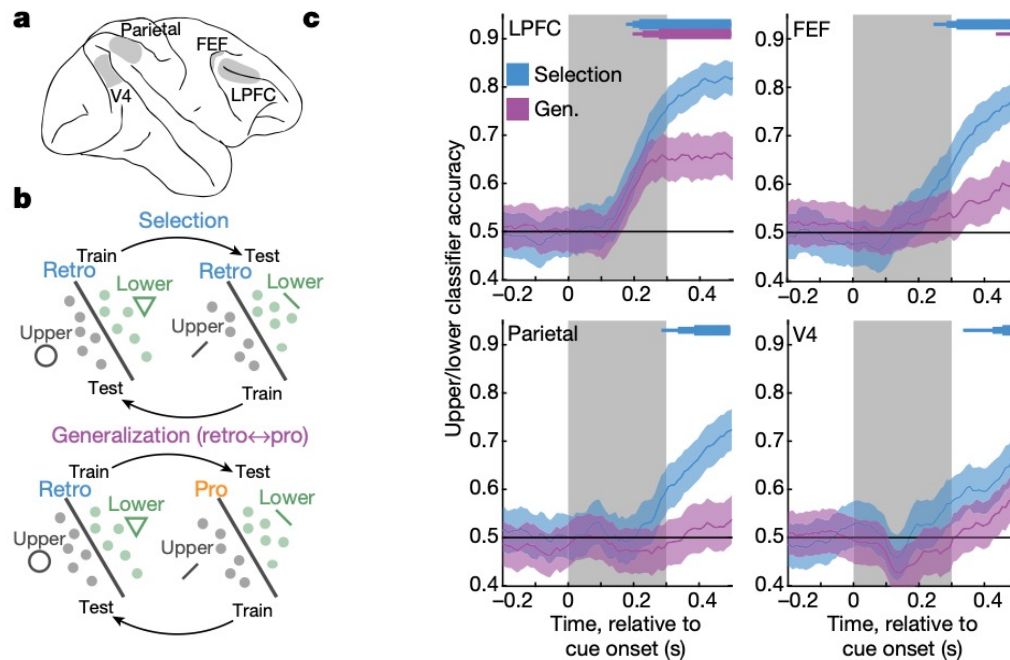 a
Parietal
FEF
V4
LPFC
b
Selection
Train
Test
Retro
Retro
Lower
Lower
Upper
Upper
Test
Train
Generalization (retro↔pro)
Train
Test
Retro
Pro
Lower
Lower
Upper
Upper
Test
Train
c
Upper/lower classifier accuracy
LPFC
Selection
Gen.
0.9
0.8
0.7
0.6
0.5
0.4
−0.2 0 0.2 0.4
FEF
0.9
0.8
0.7
0.6
0.5
0.4
−0.2 0 0.2 0.4
Parietal
0.9
0.8
0.7
0.6
0.5
0.4
−0.2 0 0.2 0.4
Time, relative to
cue onset (s)
V4
0.9
0.8
0.7
0.6
0.5
0.4
−0.2 0 0.2 0.4
Time, relative to
cue onset (s)